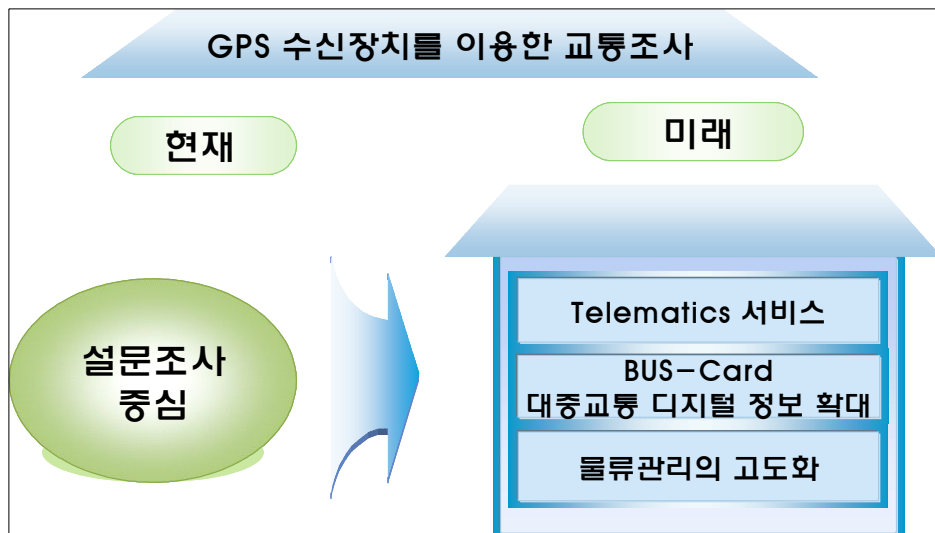 GPS 수신장치를 이용한 교통조사
현재
미래
설문조사
중심
Telematics 서비스
BUS-Card
대중교통 디지털 정보 확대
물류관리의 고도화